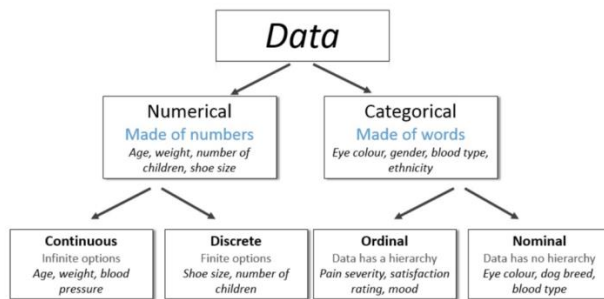 Data
Numerical
Made of numbers
Age, weight, number of
children, shoe size
Categorical
Made of words
Eye colour, gender, blood type,
ethnicity
Continuous
Infinite options
Age, weight, blood
pressure
Discrete
Finite options
Shoe size, number of
children
Ordinal
Data has a hierarchy
Pain severity, satisfaction
rating, mood
Nominal
Data has no hierarchy
Eye colour, dog breed,
blood type